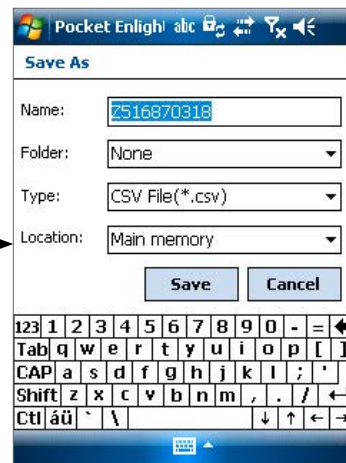 Pocket Enligh abc
Save As
Name: Z516870318
Folder: None
Type: CSV File(*.csv)
Location: Main memory
Save Cancel
123 1 2 3 4 5 6 7 8 9 0 - =
Tab q w e r t y u i o p [ ]
CAP a s d f g h j k l ; '
Shift z x c v b n m , . /
Ctl áü ` \